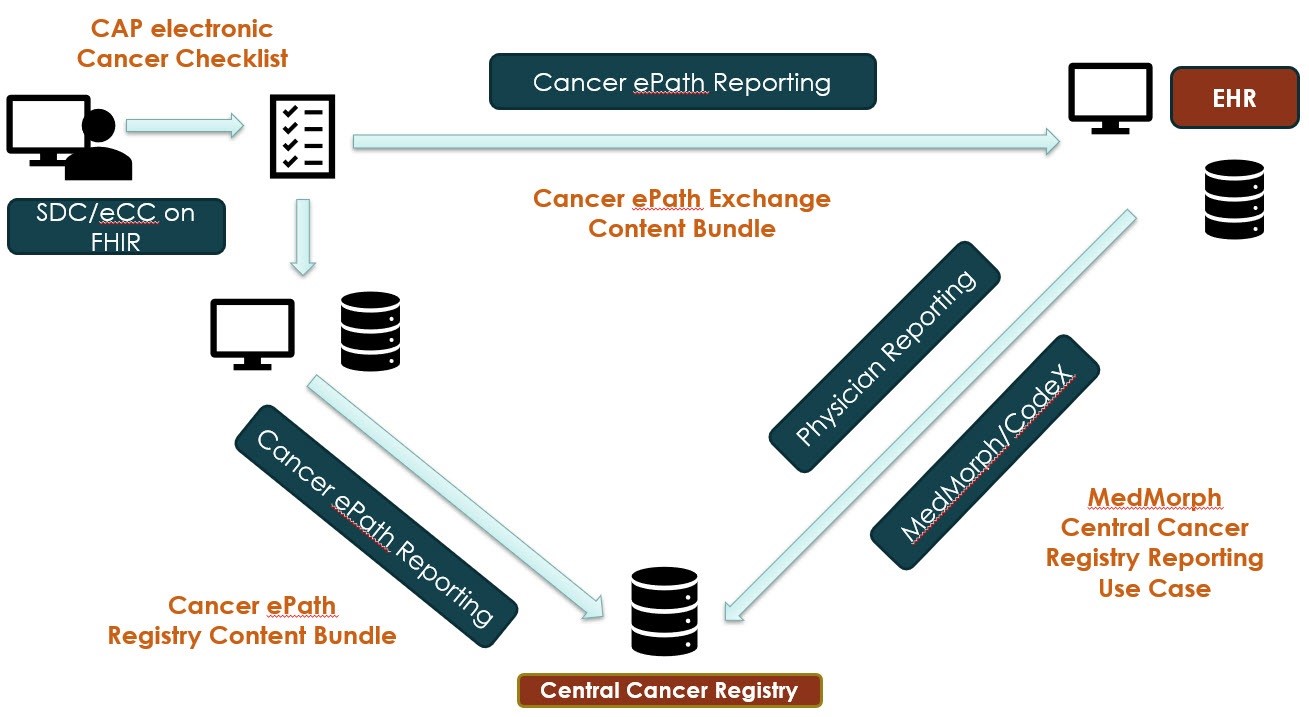 CAP electronic
Cancer Checklist
Cancer ePath Reporting
EHR
SDC/eCC on
FHIR
Cancer ePath Exchange
Content Bundle
Physician Reporting
MedMorph/CodeX
Cancer ePath Reporting
MedMorph
Central Cancer
Registry Reporting
Use Case
Cancer ePath
Registry Content Bundle
Central Cancer Registry